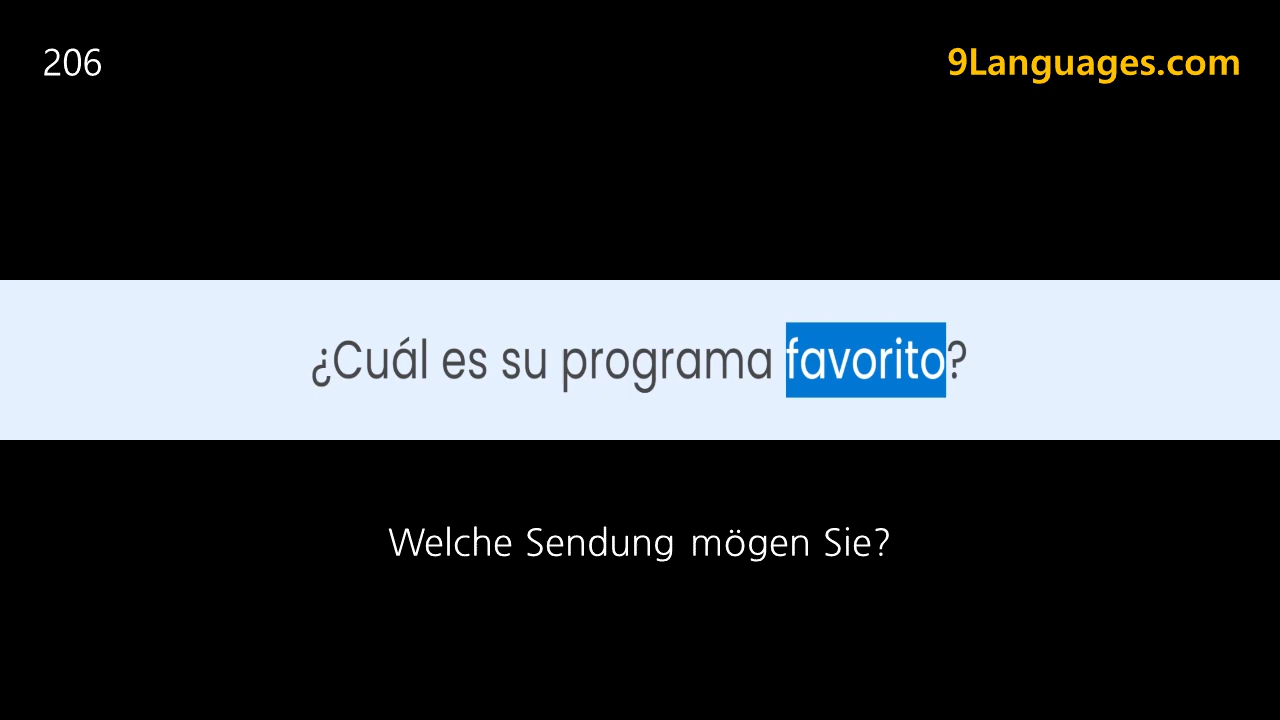 206
9Languages.com
¿Cuál es su programa favorito?
Welche Sendung mögen Sie?